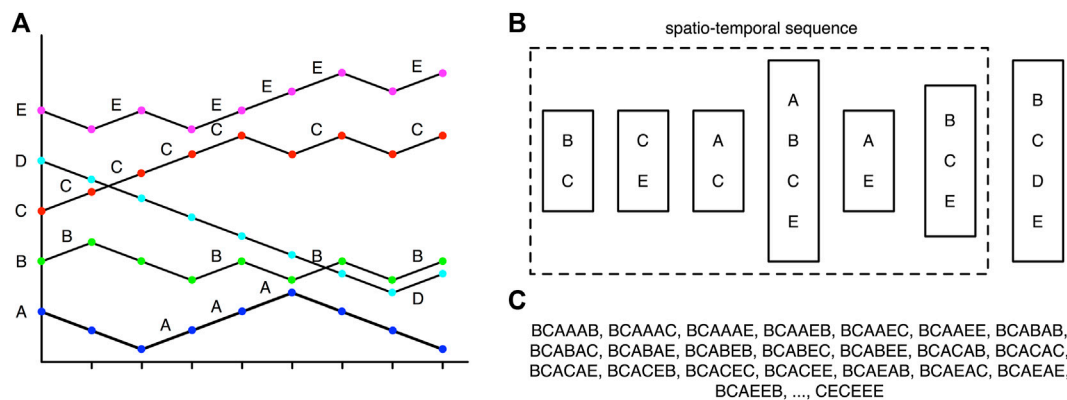 A
E
E
E
E
E
E
D
C
C
C
C
C
C
C
B
B
B
B
B
A
A
A
A
D
B
spatio-temporal sequence
B
C
C
E
A
C
A
B
C
E
A
E
B
C
E
B
C
D
E
C
BCAAAB, BCAAAC, BCAAAE, BCAAEB, BCAAEC, BCAAEE, BCABAB,
BCABAC, BCABAE, BCABEB, BCABEC, BCABEE, BCACAB, BCACAC,
BCACAE, BCACEB, BCACEC, BCACEE, BCAEAB, BCAEAC, BCAEAE,
BCAEEB, ..., CECEEE